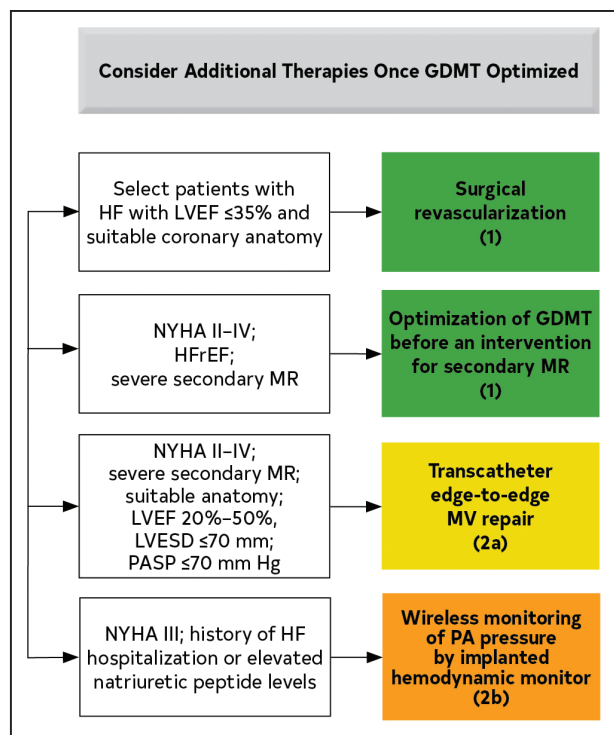 Consider Additional Therapies Once GDMT Optimized
Select patients with
HF with LVEF ≤35% and
suitable coronary anatomy
Surgical
revascularization
(1)
NYHA II–IV;
HFrEF;
severe secondary MR
Optimization of GDMT
before an intervention
for secondary MR
(1)
NYHA II–IV;
severe secondary MR;
suitable anatomy;
LVEF 20%–50%,
LVESD ≤70 mm;
PASP ≤70 mm Hg
Transcatheter
edge-to-edge
MV repair
(2a)
NYHA III; history of HF
hospitalization or elevated
natriuretic peptide levels
Wireless monitoring
of PA pressure
by implanted
hemodynamic monitor
(2b)